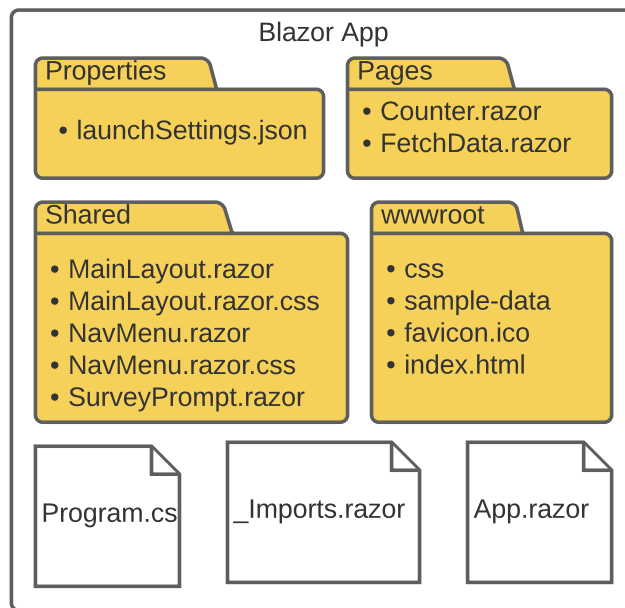 Blazor App
Properties
• launchSettings.json
Pages
• Counter.razor
• FetchData.razor
Shared
• MainLayout.razor
• MainLayout.razor.css
• NavMenu.razor
• NavMenu.razor.css
• SurveyPrompt.razor
wwwroot
• css
• sample-data
• favicon.ico
• index.html
Program.cs
_Imports.razor
App.razor